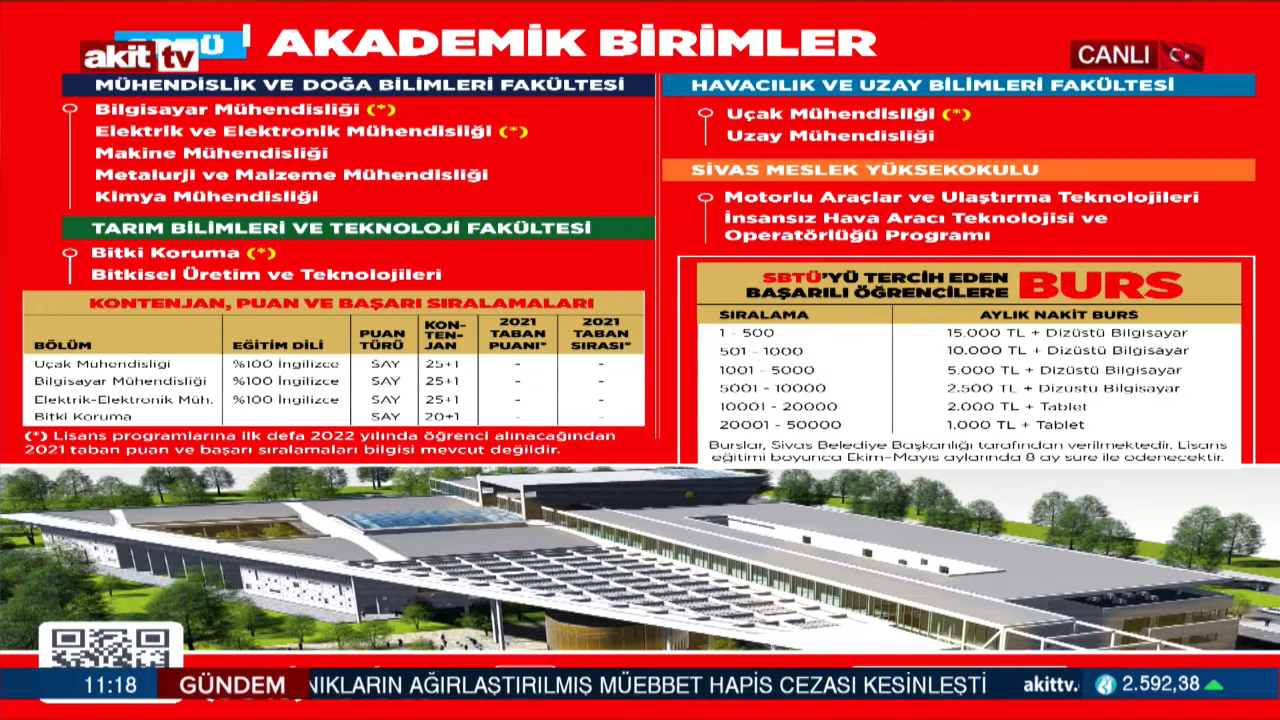 akit tv
AKADEMİK BİRİMLER
CANLI
MÜHENDİSLİK VE DOĞA BİLİMLERİ FAKÜLTESİ
Bilgisayar Mühendisliği (*)
Elektrik ve Elektronik Mühendisliği (*)
Makine Mühendisliği
Metalurji ve Malzeme Mühendisliği
Kimya Mühendisliği
TARIM BİLİMLERİ VE TEKNOLOJİ FAKÜLTESİ
Bitki Koruma (*)
Bitkisel Üretim ve Teknolojileri
KONTENJAN, PUAN VE BAŞARI SIRALAMALARI
BÖLÜM EĞİTİM DİLİ PUAN TÜRÜ KON-TEN-JAN 2021 TABAN PUANI* 2021 TABAN SIRASI*
Uçak Muhendisligi %100 İngilizce SAY 25+1 - -
Bilgisayar Mühendisliği %100 İngilizce SAY 25+1 - -
Elektrik-Elektronik Müh. %100 İngilizce SAY 25+1 - -
Bitki Koruma SAY 20+1 - -
(*) Lisans programlarına ilk defa 2022 yılında öğrenci alınacağından
2021 taban puan ve başarı sıralamaları bilgisi mevcut değildir.
HAVACILIK VE UZAY BİLİMLERİ FAKÜLTESİ
Uçak Mühendisliği (*)
Uzay Mühendisliği
SİVAS MESLEK YÜKSEKOKULU
Motorlu Araçlar ve Ulaştırma Teknolojileri
İnsansız Hava Aracı Teknolojisi ve
Operatörlüğü Programı
SBTÜ'YÜ TERCİH EDEN
BAŞARILI ÖĞRENCİLERE BURS
SIRALAMA AYLIK NAKİT BURS
1 - 500 15.000 TL + Dizüstü Bilgisayar
501 - 1000 10.000 TL + Dizüstü Bilgisayar
1001 - 5000 5.000 TL + Dizüstü Bilgisayar
5001 - 10000 2.500 TL + Dizüstü Bilgisayar
10001 - 20000 2.000 TL + Tablet
20001 - 50000 1.000 TL + Tablet
Burslar, Sivas Belediye Başkanlığı tarafından verilmektedir. Lisans
eğitimi boyunca Ekim-Mayıs aylarında 8 ay sure ile odenecektir.
11:18 GÜNDEM NIKLARIN AĞIRLAŞTIRILMIŞ MÜEBBET HAPİS CEZASI KESİNLEŞTİ akittv. 2.592,38